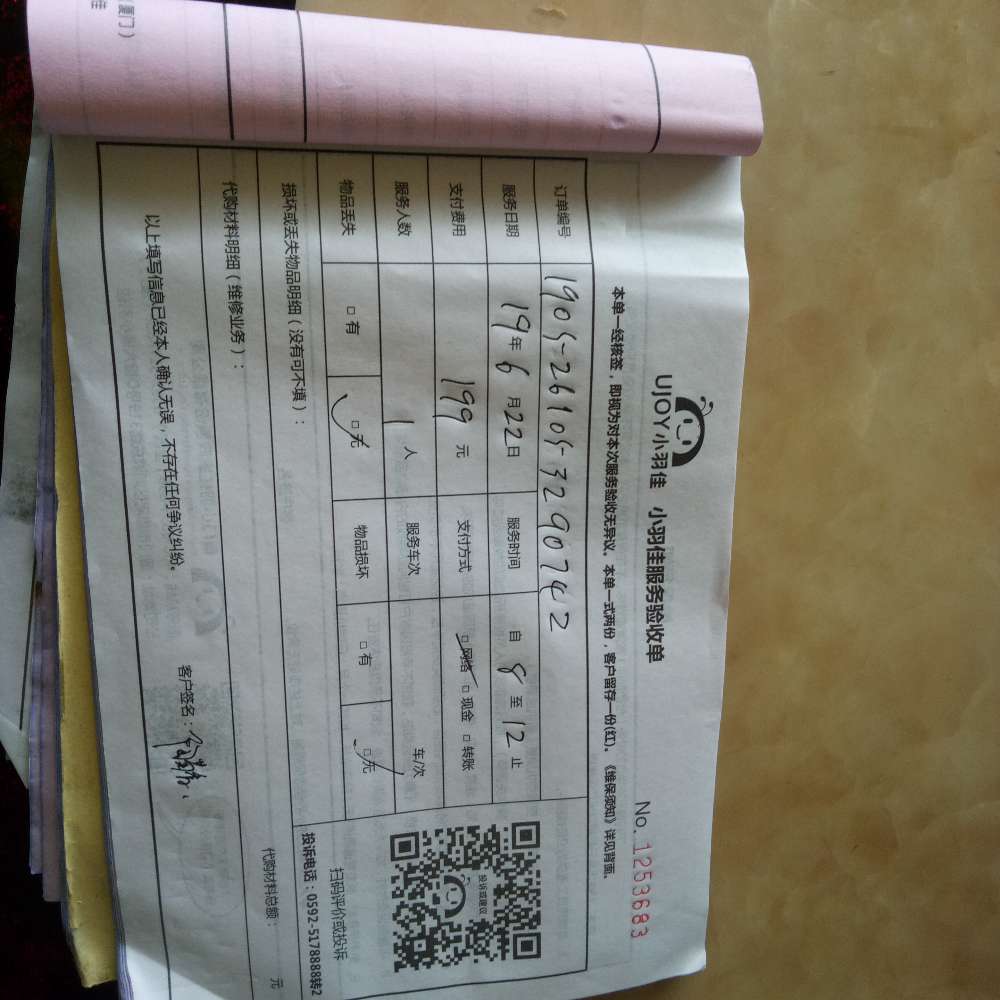 厦门）
UJOY小羽佳 小羽佳服务验收单
No. 1253683
本单一经核签，即视为对本次服务验收无异议。本单一式两份，客户留存一份(红)。《维保须知》详见背面。
订单编号 1905-26105-3290742
服务日期 19年6月22日 服务时间 自 8 至 12 止
支付费用 199 元 支付方式 □网络 □现金 □转账
服务人数 1 人 服务车次 车/次
物品丢失 □有 □无 物品损坏 □有 □无
投诉或建议
扫码评价或投诉
投诉电话：0592-5178888转2
损坏或丢失物品明细（没有可不填）：
代购材料明细（维修业务）： 代购材料总额： 元
以上填写信息已经本人确认无误，不存在任何争议纠纷。
客户签名：